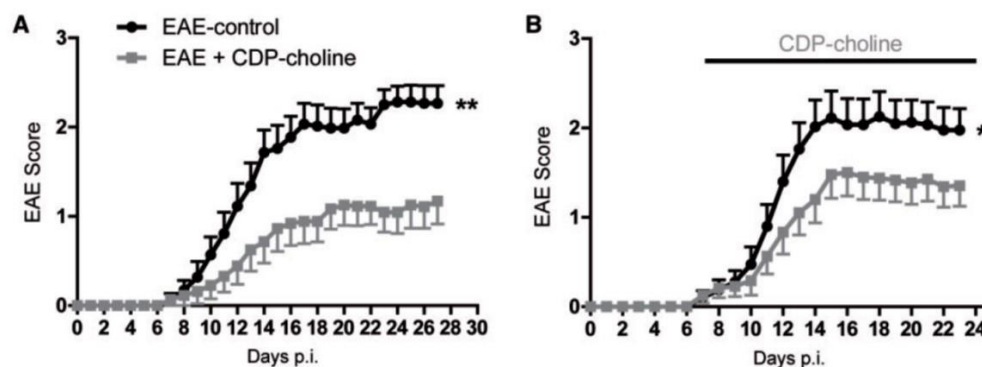 A
EAE-control
EAE + CDP-choline
3
2
1
0
EAE Score
**
0 2 4 6 8 10 12 14 16 18 20 22 24 26 28 30
Days p.i.
B
CDP-choline
3
2
1
0
EAE Score
*
0 2 4 6 8 10 12 14 16 18 20 22 24
Days p.i.